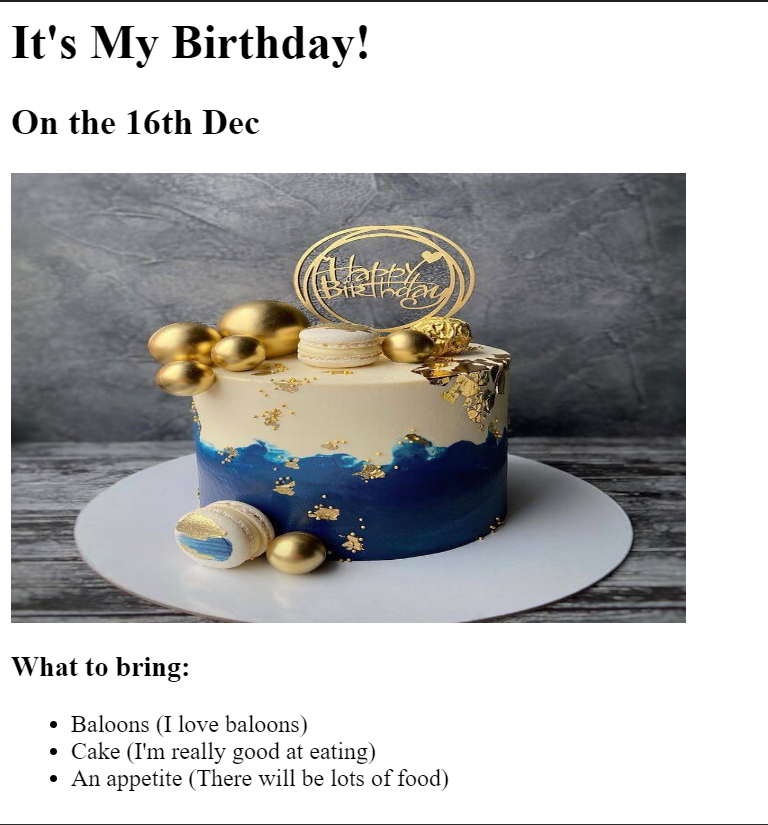 It's My Birthday!
On the 16th Dec
Happy
Birthday
What to bring:
Baloons (I love baloons)
Cake (I'm really good at eating)
An appetite (There will be lots of food)